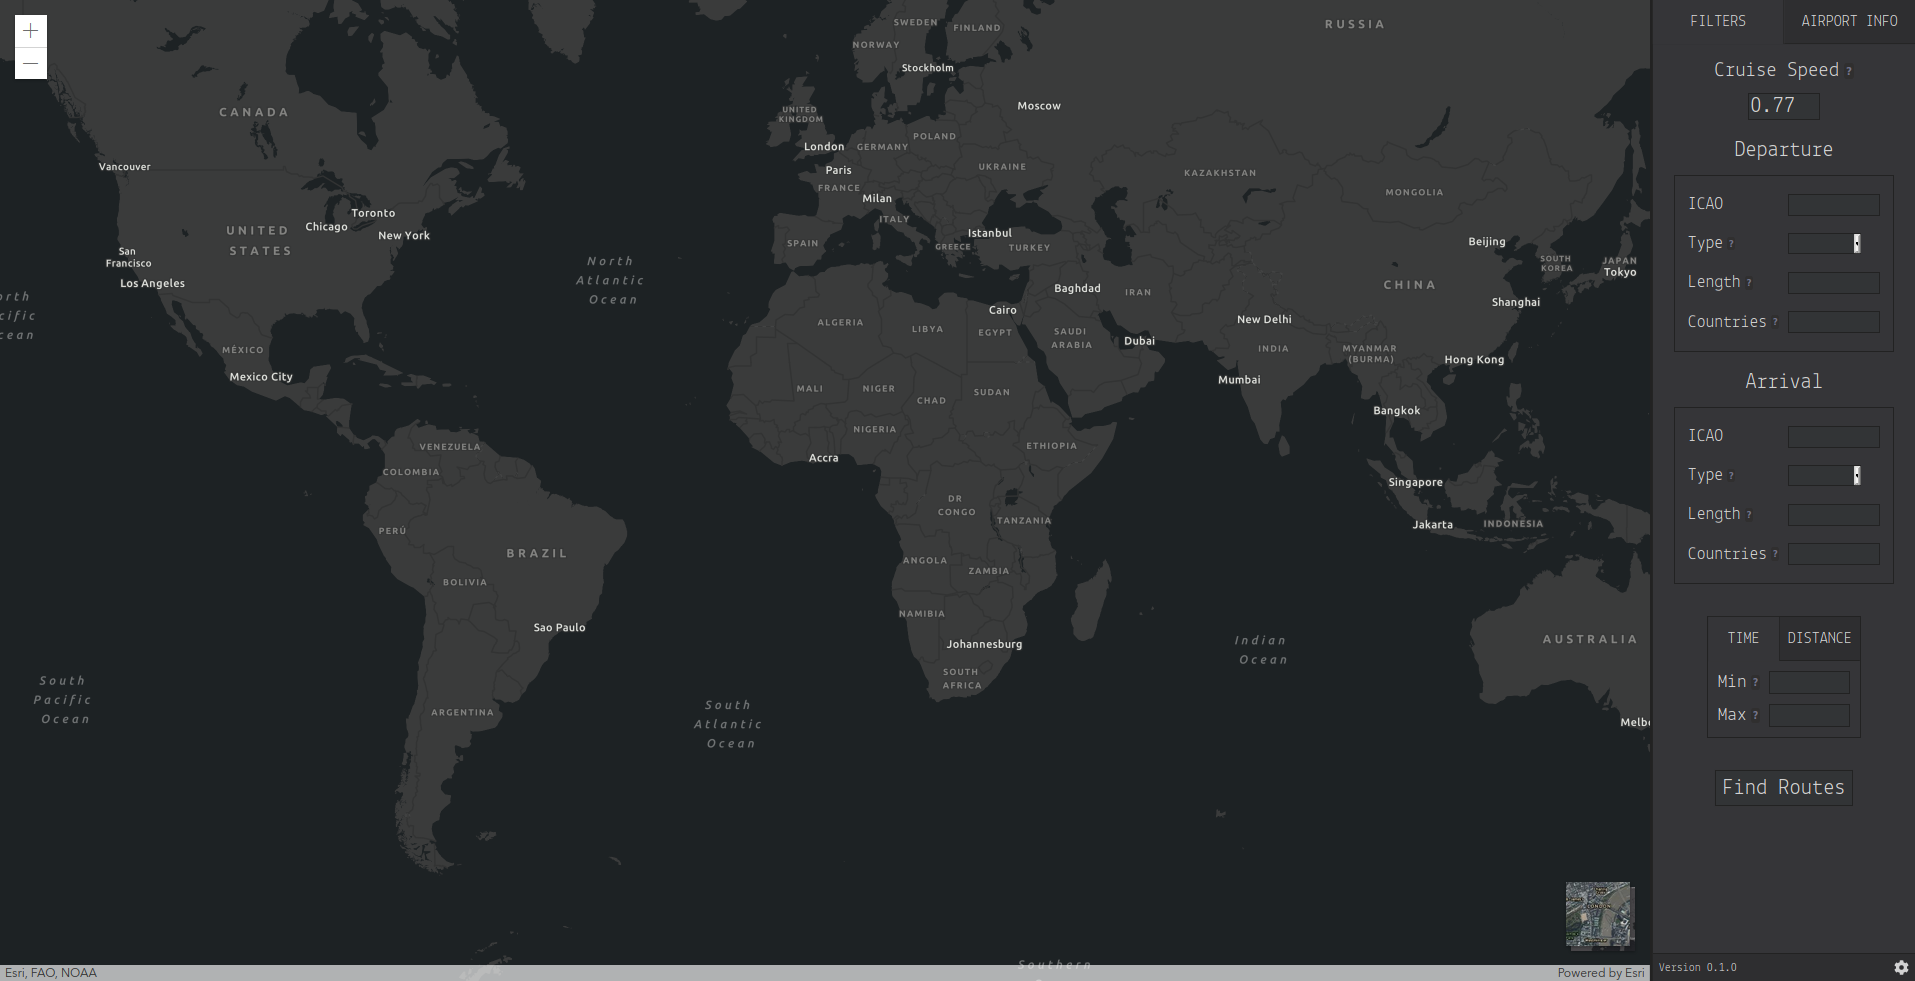 +
−
SWEDEN
FINLAND
RUSSIA
NORWAY
Stockholm
Moscow
CANADA
UNITED
KINGDOM
POLAND
London
GERMANY
Vancouver
Paris
UKRAINE
KAZAKHSTAN
FRANCE
MONGOLIA
Milan
Toronto
ITALY
Chicago
UNITED
STATES
New York
Istanbul
SPAIN
GREECE
TURKEY
Beijing
San
Francisco
North
Atlantic
Ocean
SOUTH
KOREA
JAPAN
Tokyo
Los Angeles
Baghdad
IRAN
CHINA
orth
cific
cean
Shanghai
Cairo
ALGERIA
LIBYA
EGYPT
SAUDI
ARABIA
New Delhi
Dubai
MÉXICO
INDIA
MYANMAR
(BURMA)
Hong Kong
Mexico City
Mumbai
MALI
NIGER
SUDAN
CHAD
Bangkok
NIGERIA
VENEZUELA
ETHIOPIA
Accra
COLOMBIA
Singapore
DR
CONGO
TANZANIA
Jakarta
INDONESIA
PERÚ
BRAZIL
ANGOLA
ZAMBIA
BOLIVIA
NAMIBIA
Sao Paulo
Johannesburg
Indian
Ocean
AUSTRALIA
SOUTH
AFRICA
South
Pacific
Ocean
South
Atlantic
Ocean
ARGENTINA
Melb
LONDON
Southern
Esri, FAO, NOAA
Powered by Esri
FILTERS AIRPORT INFO
Cruise Speed ?
0.77
Departure
ICAO
Type ?
Length ?
Countries ?
Arrival
ICAO
Type ?
Length ?
Countries ?
TIME DISTANCE
Min ?
Max ?
Find Routes
Version 0.1.0